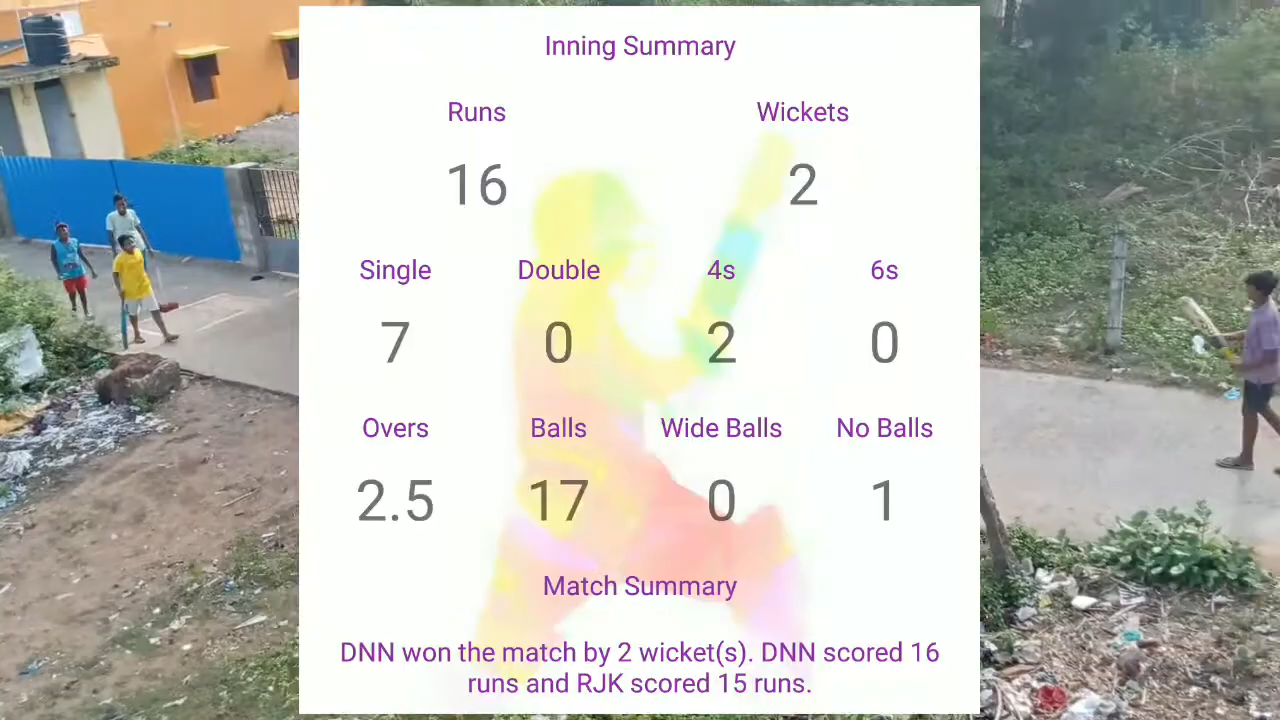 Inning Summary
Runs Wickets
16 2
Single Double 4s 6s
7 0 2 0
Overs Balls Wide Balls No Balls
2.5 17 0 1
Match Summary
DNN won the match by 2 wicket(s). DNN scored 16
runs and RJK scored 15 runs.